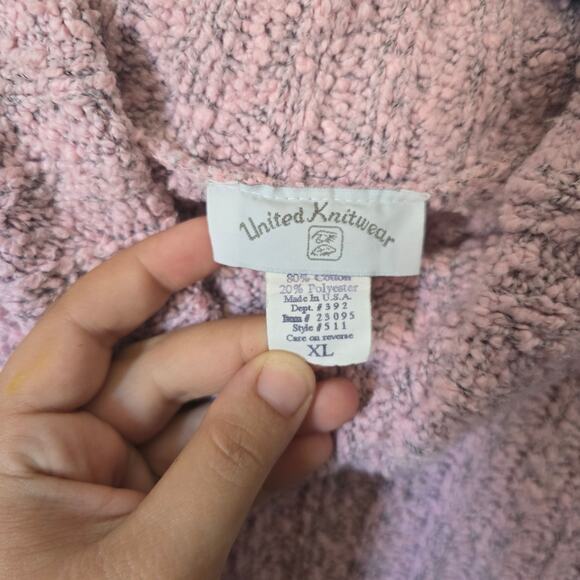 United Knitwear
80% Cotton
20% Polyester
Made in U.S.A.
Dept. # 392
Item # 23095
Style # 511
Care on reverse
XL